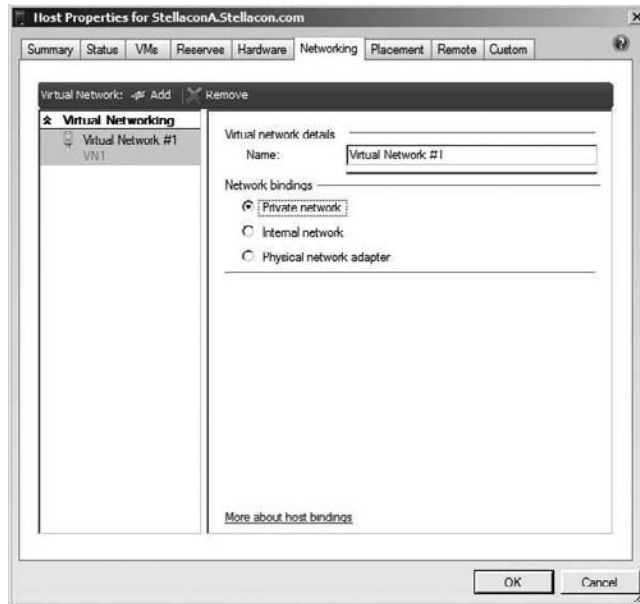 Host Properties for StellaconA.Stellacon.com
Summary Status VMs Reserves Hardware Networking Placement Remote Custom
Virtual Network: Add Remove
Virtual Networking
Virtual Network #1
VN1
Virtual network details
Name: Virtual Network #1
Network bindings
Private network
Internal network
Physical network adapter
More about host bindings
OK Cancel